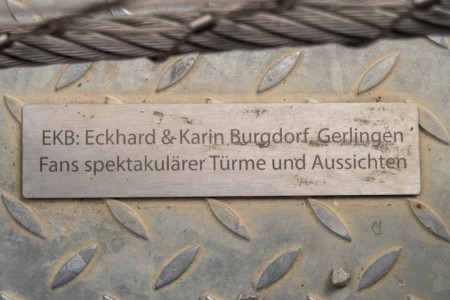 EKB: Eckhard & Karin Burgdorf, Gerlingen
Fans spektakulärer Türme und Aussichten